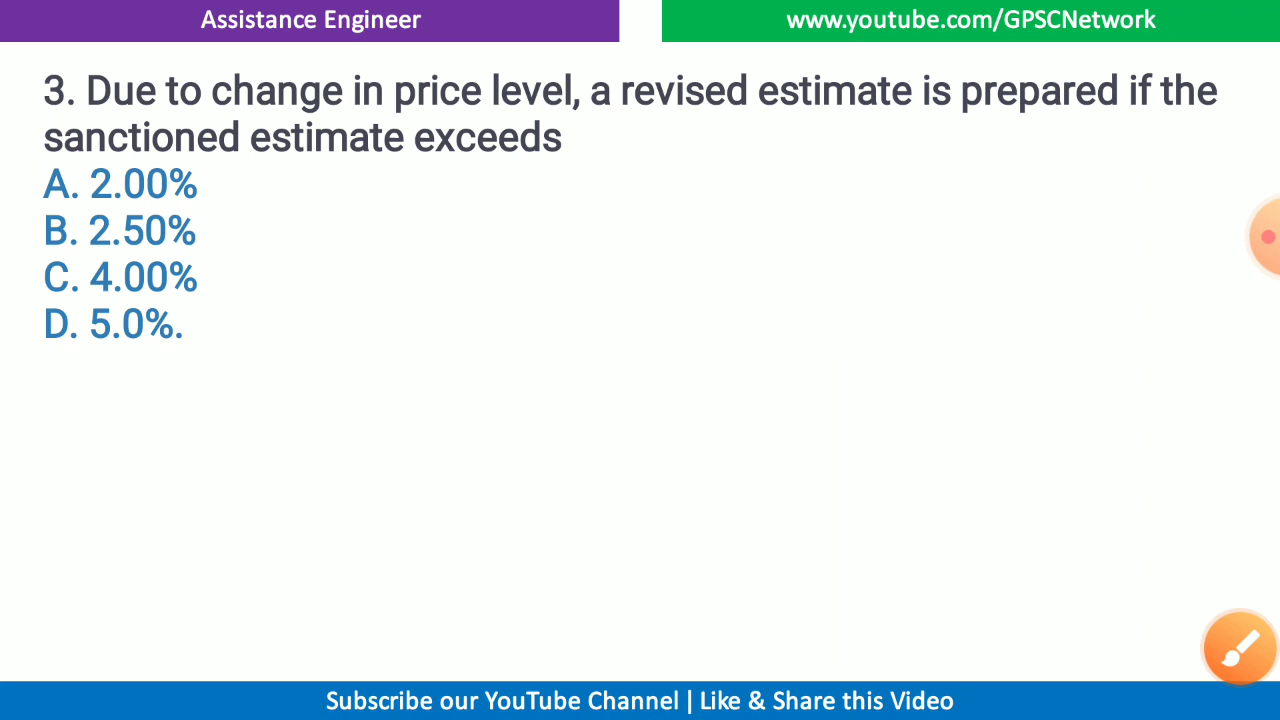 Assistance Engineer
www.youtube.com/GPSCNetwork
3. Due to change in price level, a revised estimate is prepared if the
sanctioned estimate exceeds
A. 2.00%
B. 2.50%
C. 4.00%
D. 5.0%.
Subscribe our YouTube Channel | Like & Share this Video